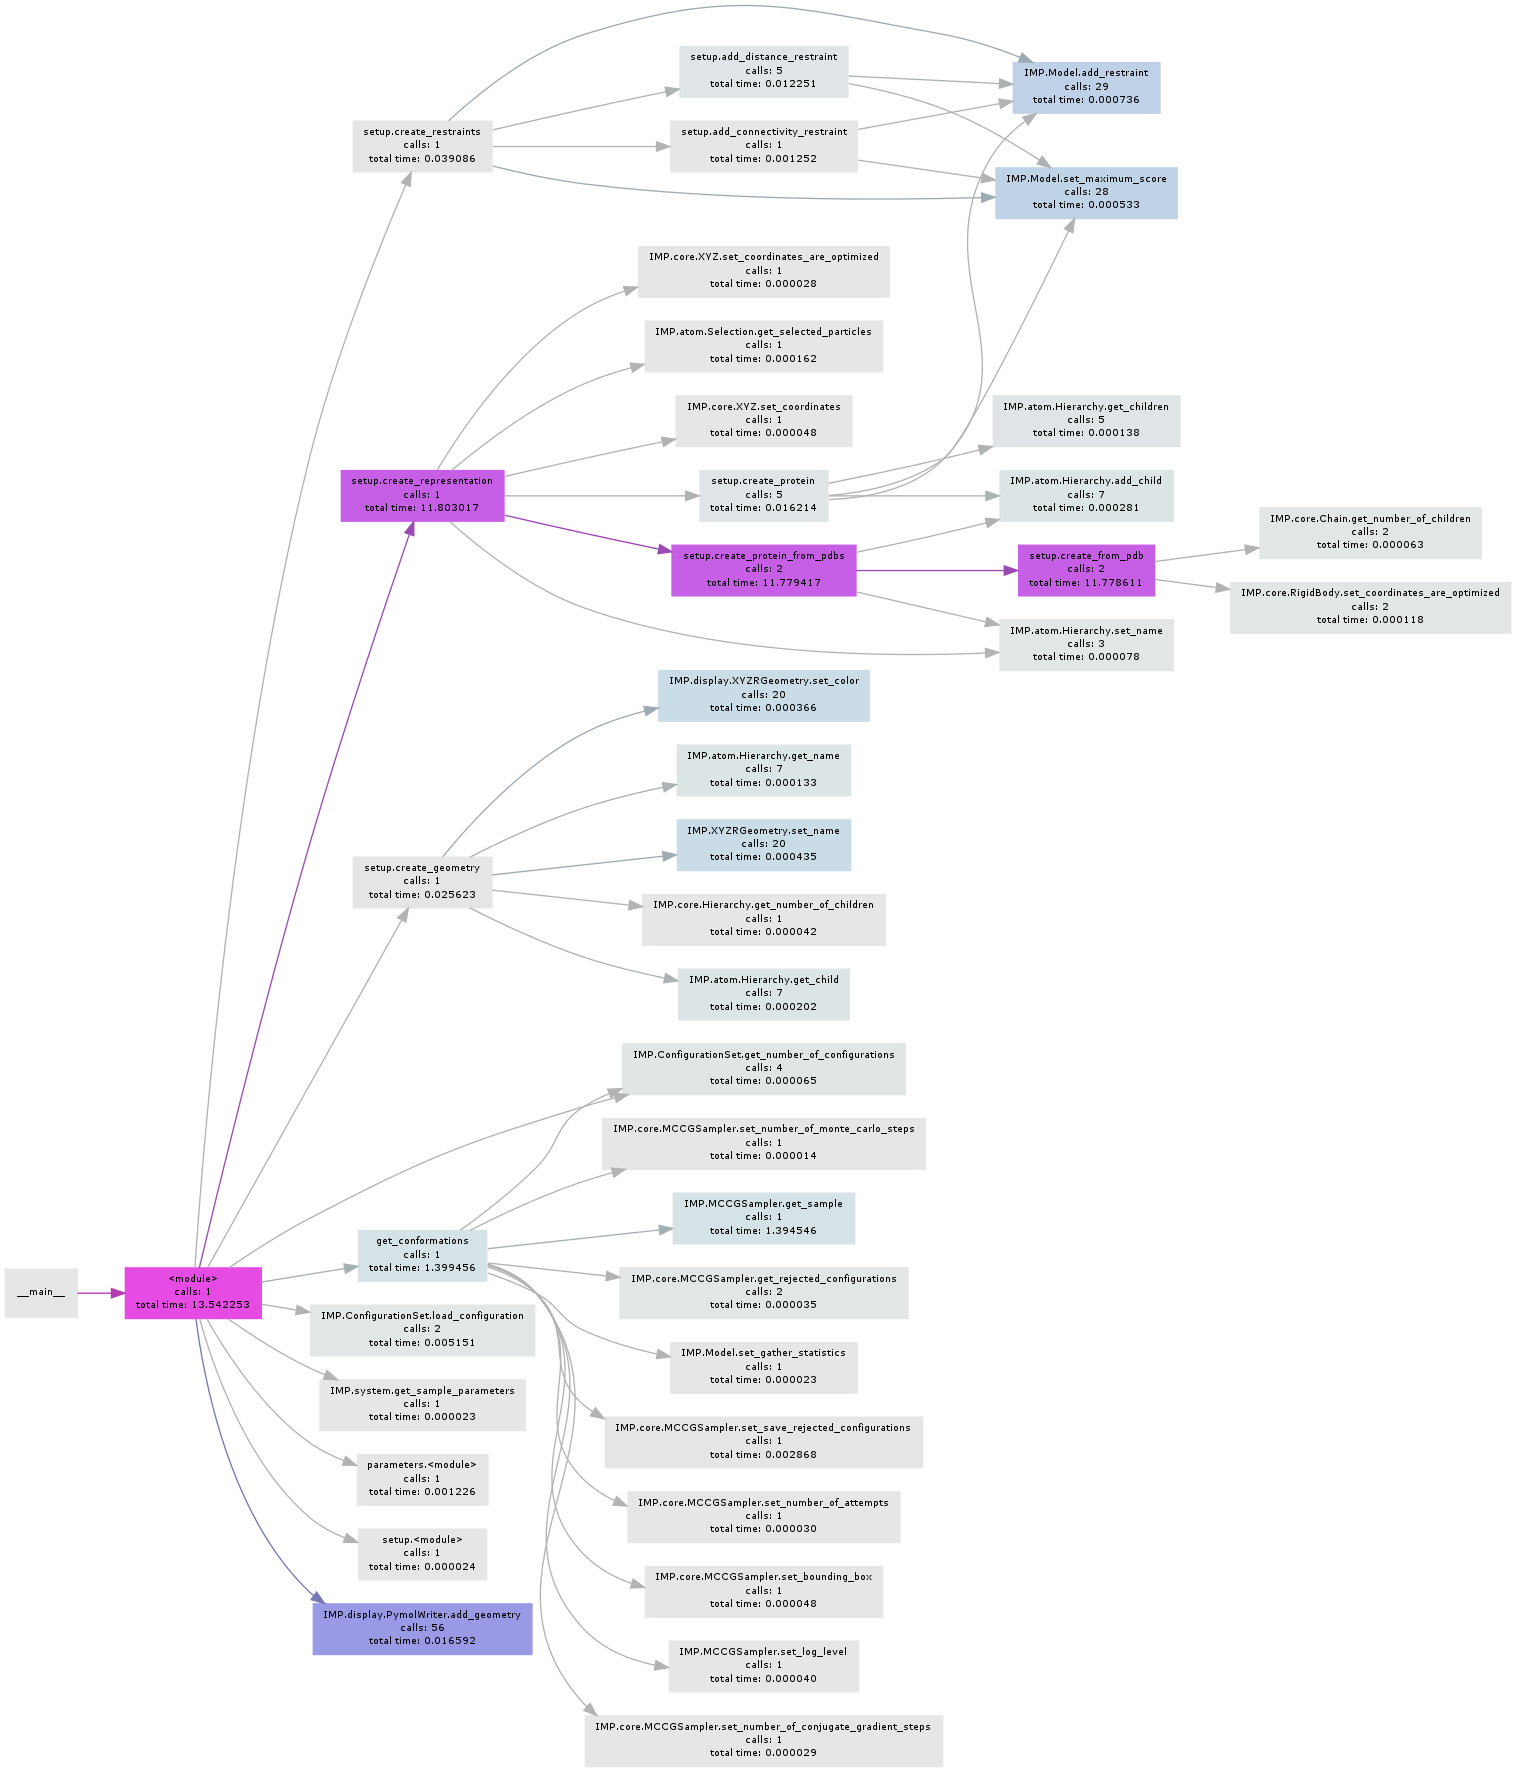 setup.add_distance_restraint
calls: 5
total time: 0.012251
IMP.Model.add_restraint
calls: 29
total time: 0.000736
setup.create_restraints
calls: 1
total time: 0.039086
setup.add_connectivity_restraint
calls: 1
total time: 0.001252
IMP.Model.set_maximum_score
calls: 28
total time: 0.000533
IMP.core.XYZ.set_coordinates_are_optimized
calls: 1
total time: 0.000028
IMP.atom.Selection.get_selected_particles
calls: 1
total time: 0.000162
IMP.core.XYZ.set_coordinates
calls: 1
total time: 0.000048
IMP.atom.Hierarchy.get_children
calls: 5
total time: 0.000138
setup.create_representation
calls: 1
total time: 11.803017
setup.create_protein
calls: 5
total time: 0.016214
IMP.atom.Hierarchy.add_child
calls: 7
total time: 0.000281
IMP.core.Chain.get_number_of_children
calls: 2
total time: 0.000063
setup.create_protein_from_pdbs
calls: 2
total time: 11.779417
setup.create_from_pdb
calls: 2
total time: 11.778611
IMP.core.RigidBody.set_coordinates_are_optimized
calls: 2
total time: 0.000118
IMP.atom.Hierarchy.set_name
calls: 3
total time: 0.000078
IMP.display.XYZRGeometry.set_color
calls: 20
total time: 0.000366
IMP.atom.Hierarchy.get_name
calls: 7
total time: 0.000133
IMP.XYZRGeometry.set_name
calls: 20
total time: 0.000435
setup.create_geometry
calls: 1
total time: 0.025623
IMP.core.Hierarchy.get_number_of_children
calls: 1
total time: 0.000042
IMP.atom.Hierarchy.get_child
calls: 7
total time: 0.000202
IMP.ConfigurationSet.get_number_of_configurations
calls: 4
total time: 0.000065
IMP.core.MCCGSampler.set_number_of_monte_carlo_steps
calls: 1
total time: 0.000014
IMP.MCCGSampler.get_sample
calls: 1
total time: 1.394546
get_conformations
calls: 1
total time: 1.399456
__main__
<module>
calls: 1
total time: 13.542253
IMP.core.MCCGSampler.get_rejected_configurations
calls: 2
total time: 0.000035
IMP.ConfigurationSet.load_configuration
calls: 2
total time: 0.005151
IMP.Model.set_gather_statistics
calls: 1
total time: 0.000023
IMP.system.get_sample_parameters
calls: 1
total time: 0.000023
IMP.core.MCCGSampler.set_save_rejected_configurations
calls: 1
total time: 0.002868
parameters.<module>
calls: 1
total time: 0.001226
IMP.core.MCCGSampler.set_number_of_attempts
calls: 1
total time: 0.000030
setup.<module>
calls: 1
total time: 0.000024
IMP.core.MCCGSampler.set_bounding_box
calls: 1
total time: 0.000048
IMP.display.PymolWriter.add_geometry
calls: 56
total time: 0.016592
IMP.MCCGSampler.set_log_level
calls: 1
total time: 0.000040
IMP.core.MCCGSampler.set_number_of_conjugate_gradient_steps
calls: 1
total time: 0.000029